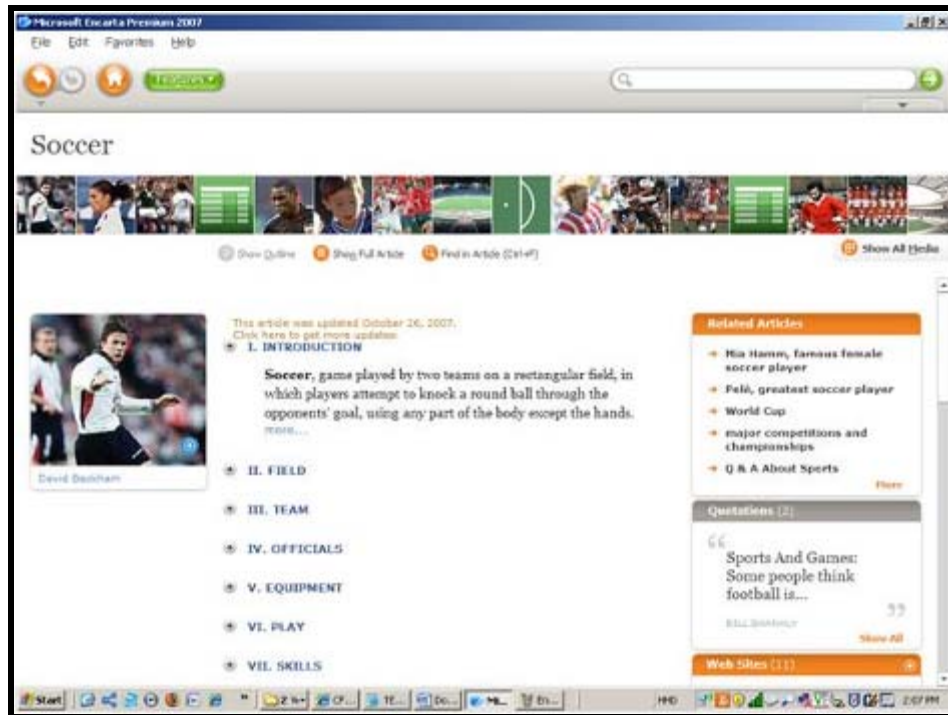 Microsoft Encarta Premium 2007
File Edit Favorites Help
Features
Soccer
Show Outline Show Full Article Find in Article (Ctrl+F)
Show All Media
This article was updated October 26, 2007.
Click here to get more updates
I. INTRODUCTION
Soccer, game played by two teams on a rectangular field, in
which players attempt to knock a round ball through the
opponents' goal, using any part of the body except the hands.
more...
II. FIELD
III. TEAM
IV. OFFICIALS
V. EQUIPMENT
VI. PLAY
VII. SKILLS
David Beckham
Related Articles
Mia Hamm, famous female
soccer player
Pelé, greatest soccer player
World Cup
major competitions and
championships
Q & A About Sports
More
Quotations (2)
Sports And Games:
Some people think
football is...
Show All
Web Sites (11)
Start
2:07 PM